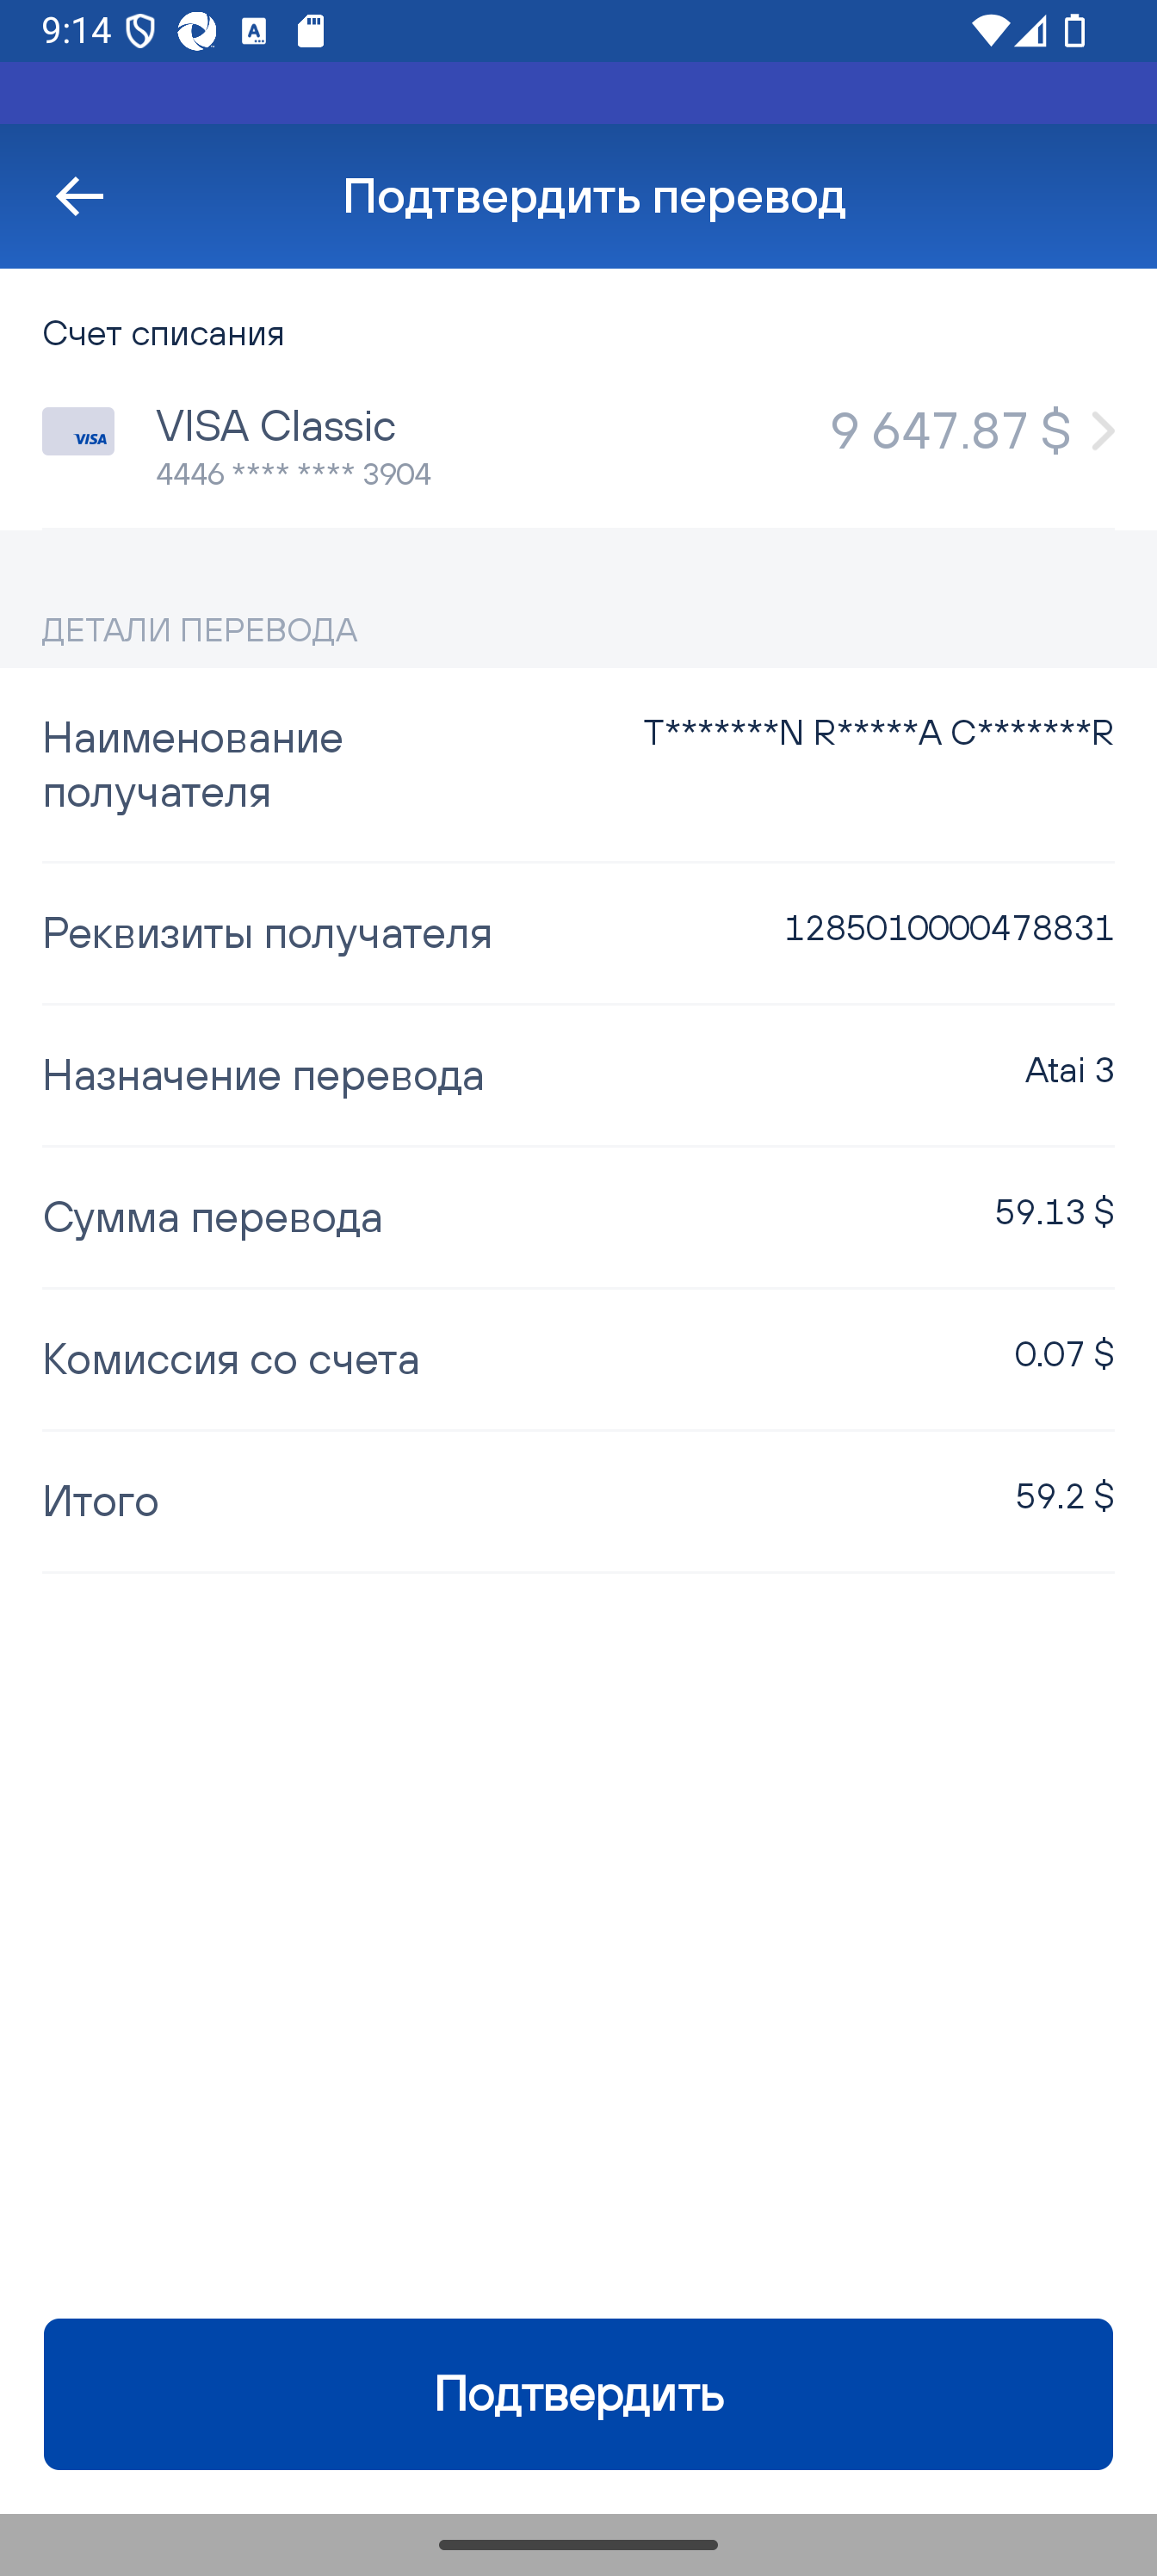 9:14
Подтвердить перевод
Счет списания
VISA
VISA Classic
9 647.87 $
4446 **** **** 3904
ДЕТАЛИ ПЕРЕВОДА
Наименование получателя
T*******N R*****A C*******R
Реквизиты получателя
1285010000478831
Назначение перевода
Atai 3
Сумма перевода
59.13 $
Комиссия со счета
0.07 $
Итого
59.2 $
Подтвердить